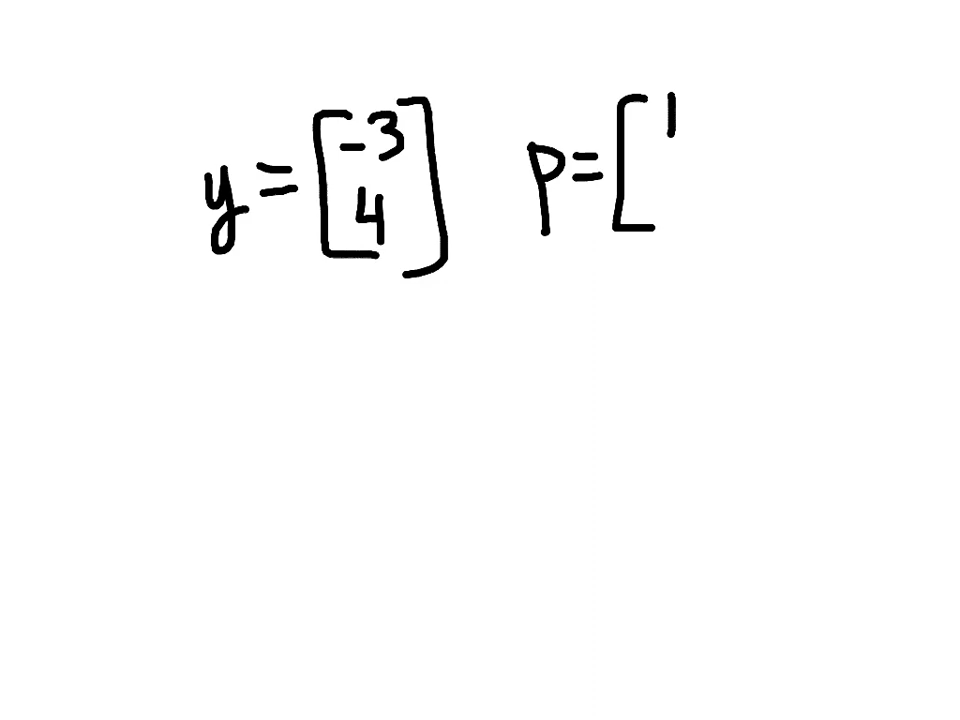 y = [-3 4] p = [1